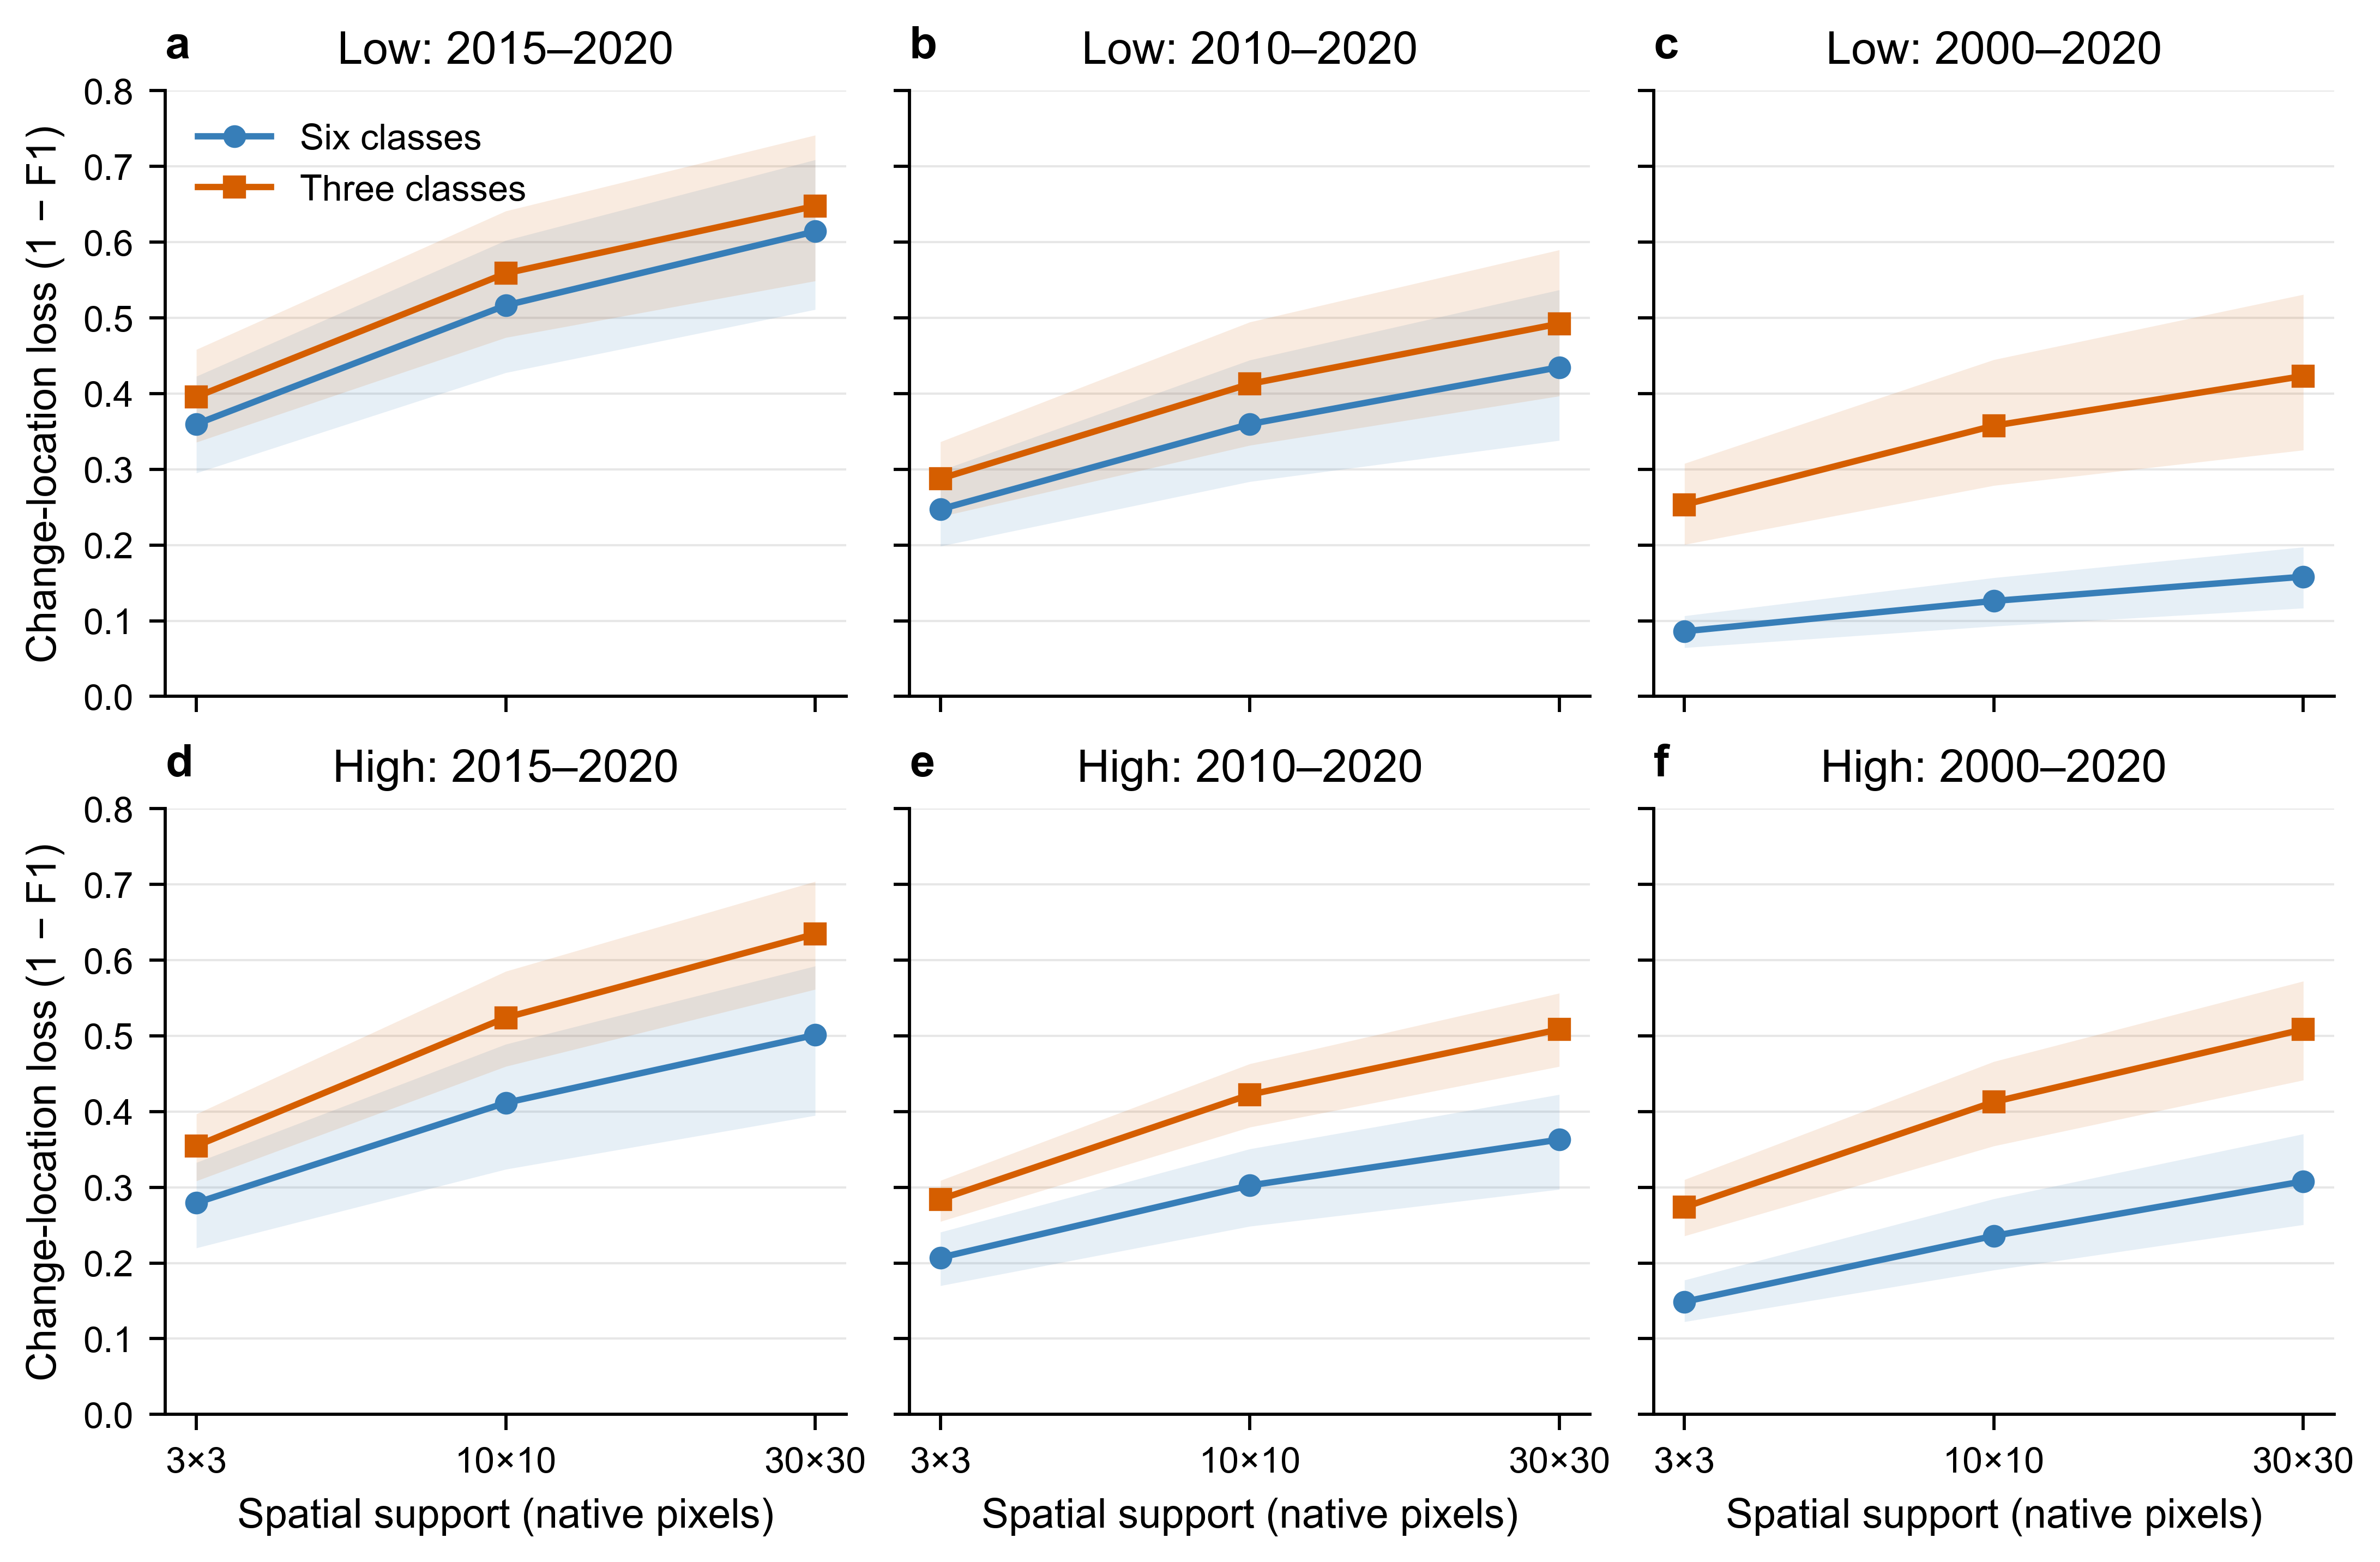 a Low: 2015–2020
b Low: 2010–2020
c Low: 2000–2020
Change-location loss (1 – F1)
0.8
0.7
0.6
0.5
0.4
0.3
0.2
0.1
0.0
Six classes
Three classes
d High: 2015–2020
e High: 2010–2020
f High: 2000–2020
Change-location loss (1 – F1)
0.8
0.7
0.6
0.5
0.4
0.3
0.2
0.1
0.0
3×3 10×10 30×30
3×3 10×10 30×30
3×3 10×10 30×30
Spatial support (native pixels)
Spatial support (native pixels)
Spatial support (native pixels)